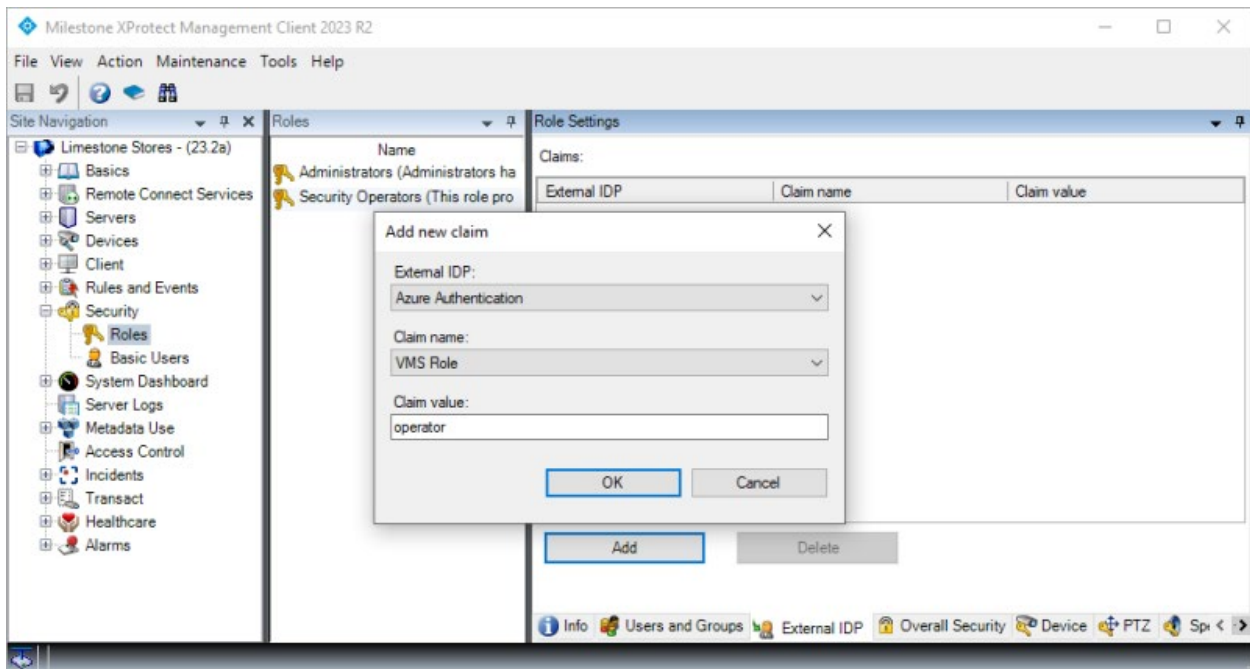 Milestone XProtect Management Client 2023 R2
File View Action Maintenance Tools Help
Site Navigation
Limestone Stores - (23.2a)
Basics
Remote Connect Services
Servers
Devices
Client
Rules and Events
Security
Roles
Basic Users
System Dashboard
Server Logs
Metadata Use
Access Control
Incidents
Transact
Healthcare
Alarms
Roles
Name
Administrators (Administrators ha
Security Operators (This role pro
Role Settings
Claims:
External IDP Claim name Claim value
Add new claim
External IDP:
Azure Authentication
Claim name:
VMS Role
Claim value:
operator
OK Cancel
Add Delete
Info Users and Groups External IDP Overall Security Device PTZ Spe